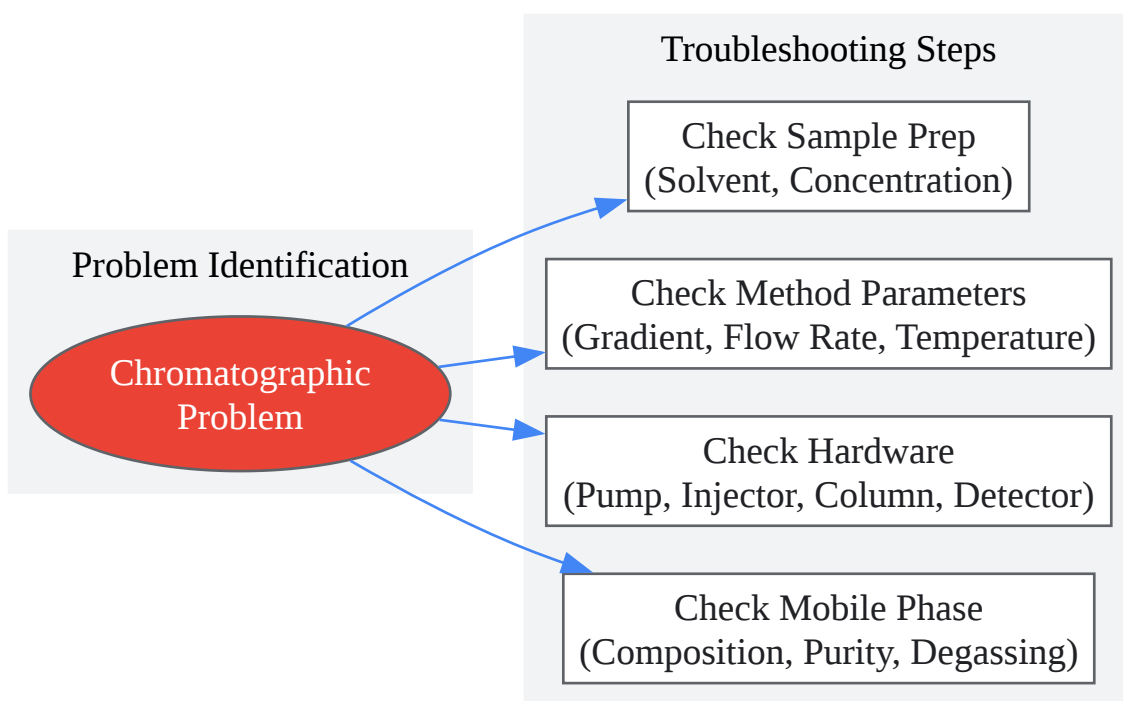 Problem Identification
Chromatographic
Problem
Troubleshooting Steps
Check Sample Prep
(Solvent, Concentration)
Check Method Parameters
(Gradient, Flow Rate, Temperature)
Check Hardware
(Pump, Injector, Column, Detector)
Check Mobile Phase
(Composition, Purity, Degassing)